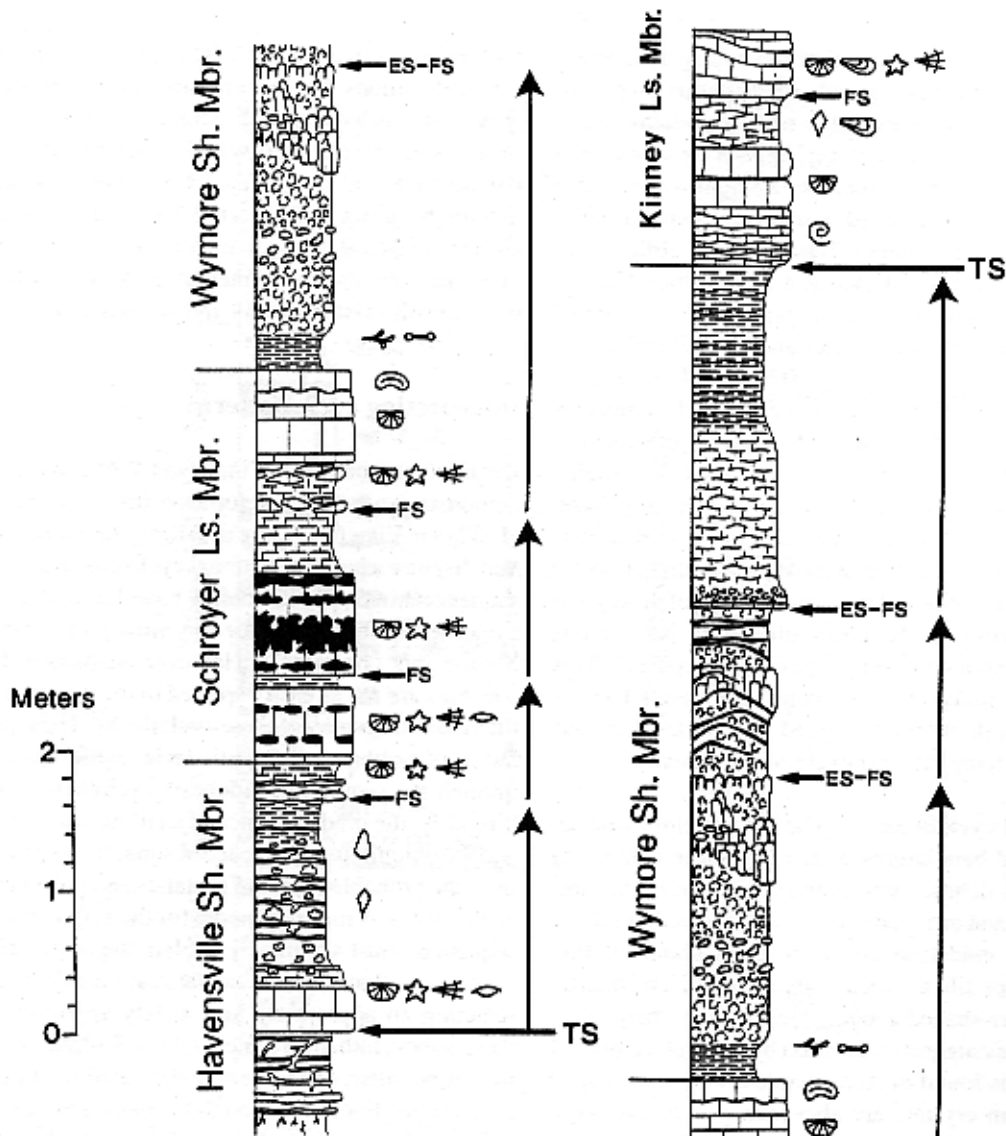 Wymore Sh. Mbr.
ES-FS
Schroyer Ls. Mbr.
FS
FS
Meters
2
1
0
Havensville Sh. Mbr.
FS
TS
Kinney Ls. Mbr.
FS
TS
Wymore Sh. Mbr.
ES-FS
ES-FS